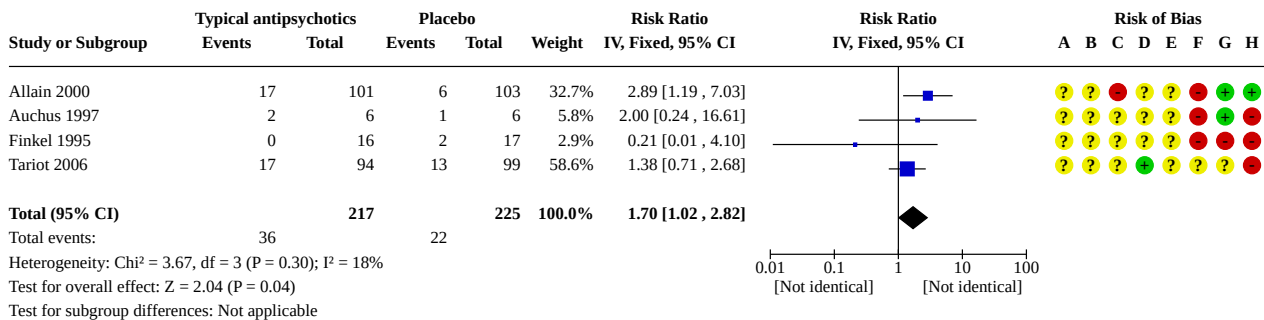 Typical antipsychotics Placebo Risk Ratio Risk Ratio Risk of Bias
Study or Subgroup Events Total Events Total Weight IV, Fixed, 95% CI IV, Fixed, 95% CI A B C D E F G H
Allain 2000 17 101 6 103 32.7% 2.89 [1.19 , 7.03] ? ? - ? ? - + +
Auchus 1997 2 6 1 6 5.8% 2.00 [0.24 , 16.61] ? ? ? ? ? - + -
Finkel 1995 0 16 2 17 2.9% 0.21 [0.01 , 4.10] ? ? ? ? ? - - -
Tariot 2006 17 94 13 99 58.6% 1.38 [0.71 , 2.68] ? ? ? + ? ? ? -
Total (95% CI) 217 225 100.0% 1.70 [1.02 , 2.82]
Total events: 36 22
Heterogeneity: Chi² = 3.67, df = 3 (P = 0.30); I² = 18%
0.01 0.1 1 10 100
Test for overall effect: Z = 2.04 (P = 0.04)
[Not identical] [Not identical]
Test for subgroup differences: Not applicable